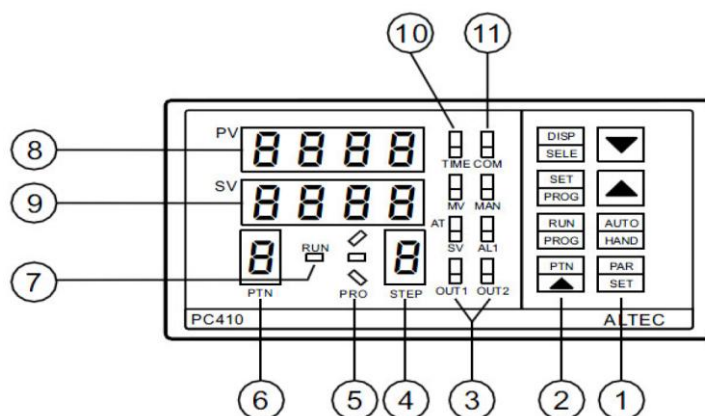 10 11
PV 8888
TIME COM
DISP
SELE
8
SV 8888
MV MAN
SET
PROG
9
AT
SV AL1
RUN
PROG
AUTO
HAND
8 RUN 8
7
PTN PRO STEP
OUT1 OUT2
PTN
PAR
SET
PC410 ALTEC
6 5 4 3 2 1